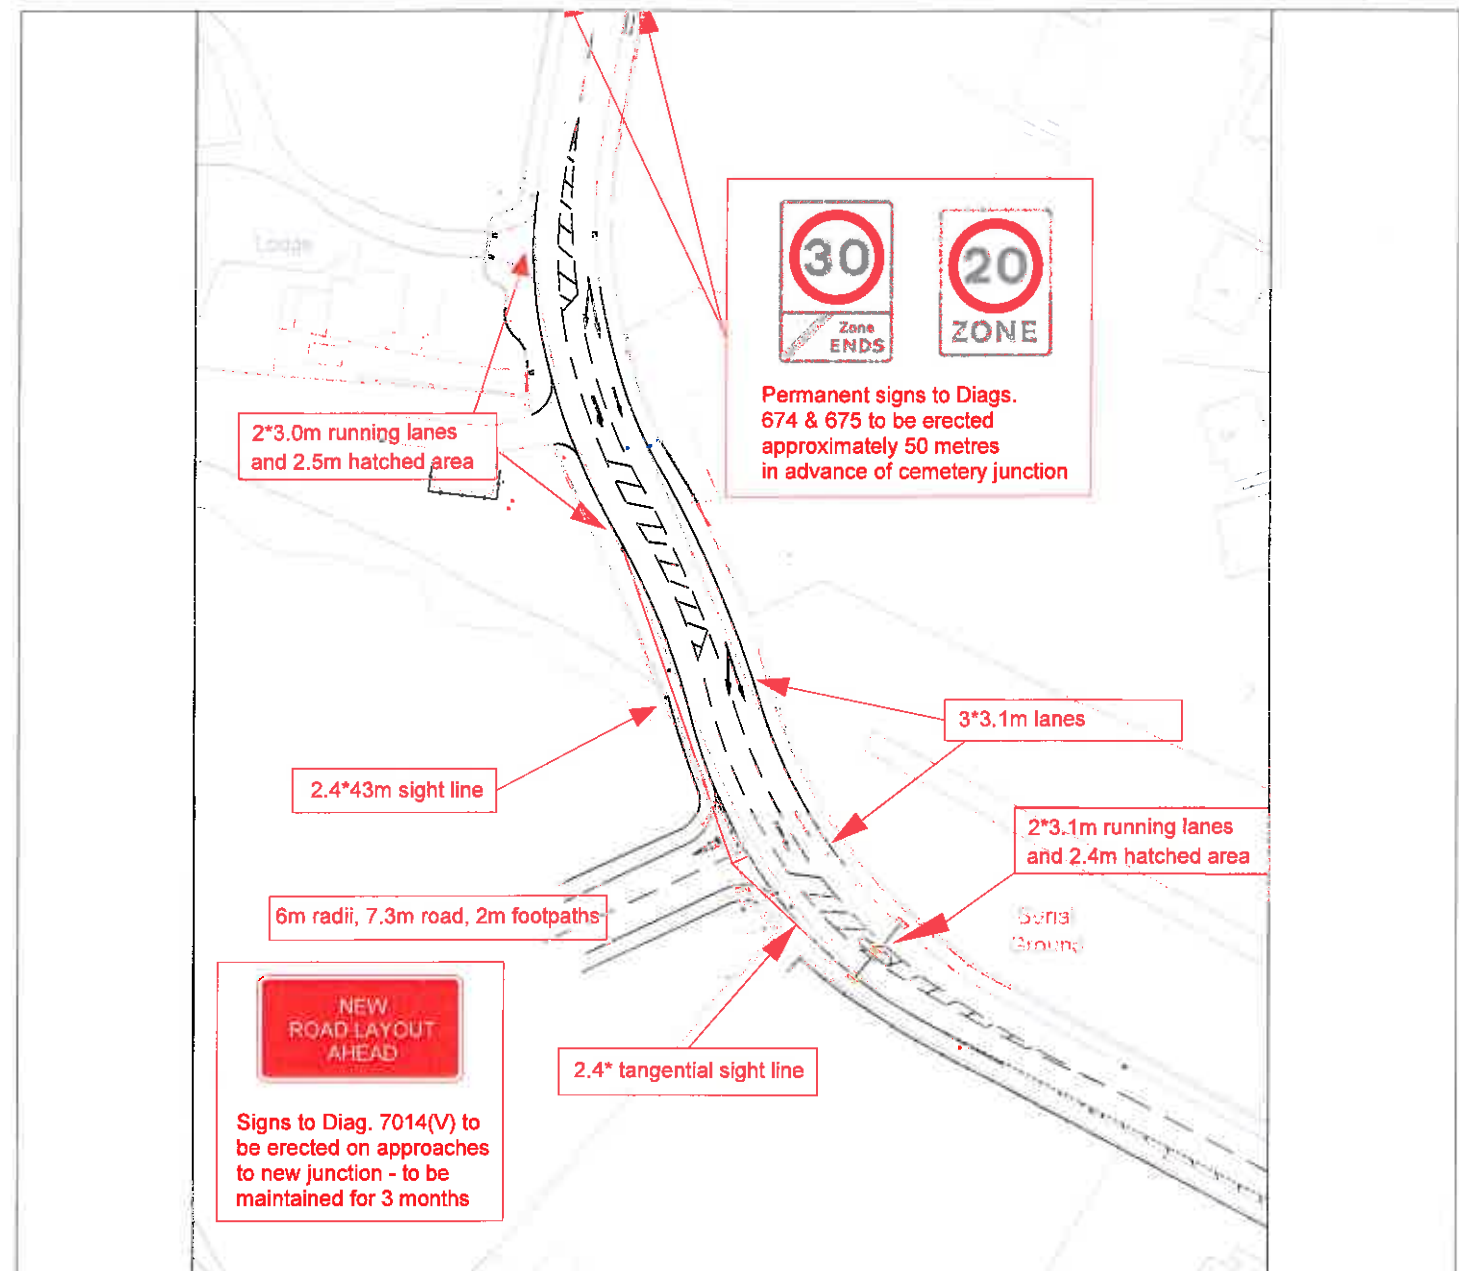 Lodge
30
Zone
ENDS
20
ZONE
Permanent signs to Diags.
674 & 675 to be erected
approximately 50 metres
in advance of cemetery junction
2*3.0m running lanes
and 2.5m hatched area
3*3.1m lanes
2.4*43m sight line
2*3.1m running lanes
and 2.4m hatched area
6m radii, 7.3m road, 2m footpaths
Ground
NEW
ROAD LAYOUT
AHEAD
2.4* tangential sight line
Signs to Diag. 7014(V) to
be erected on approaches
to new junction - to be
maintained for 3 months